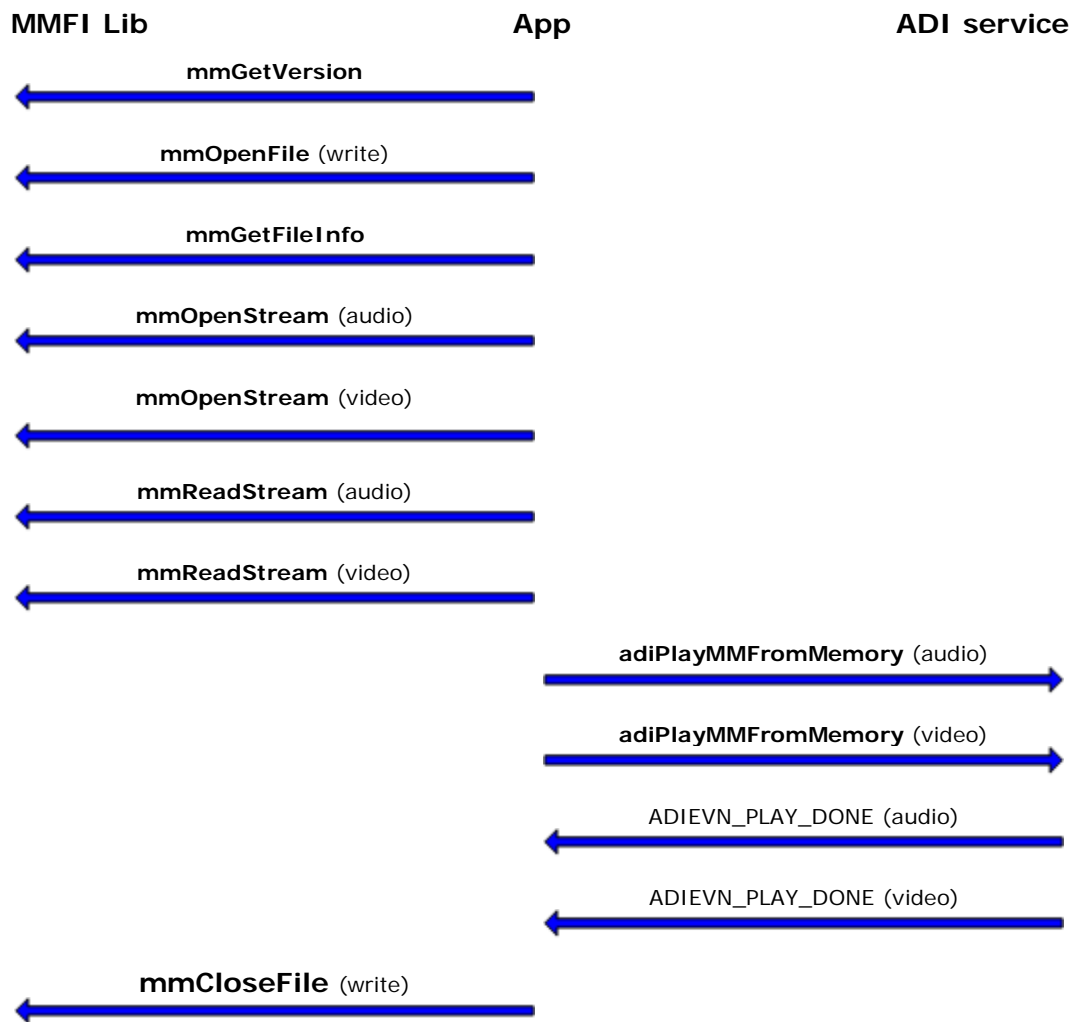 MMFI Lib App ADI service
mmGetVersion
mmOpenFile (write)
mmGetFileInfo
mmOpenStream (audio)
mmOpenStream (video)
mmReadStream (audio)
mmReadStream (video)
adiPlayMMFromMemory (audio)
adiPlayMMFromMemory (video)
ADIEVN_PLAY_DONE (audio)
ADIEVN_PLAY_DONE (video)
mmCloseFile (write)